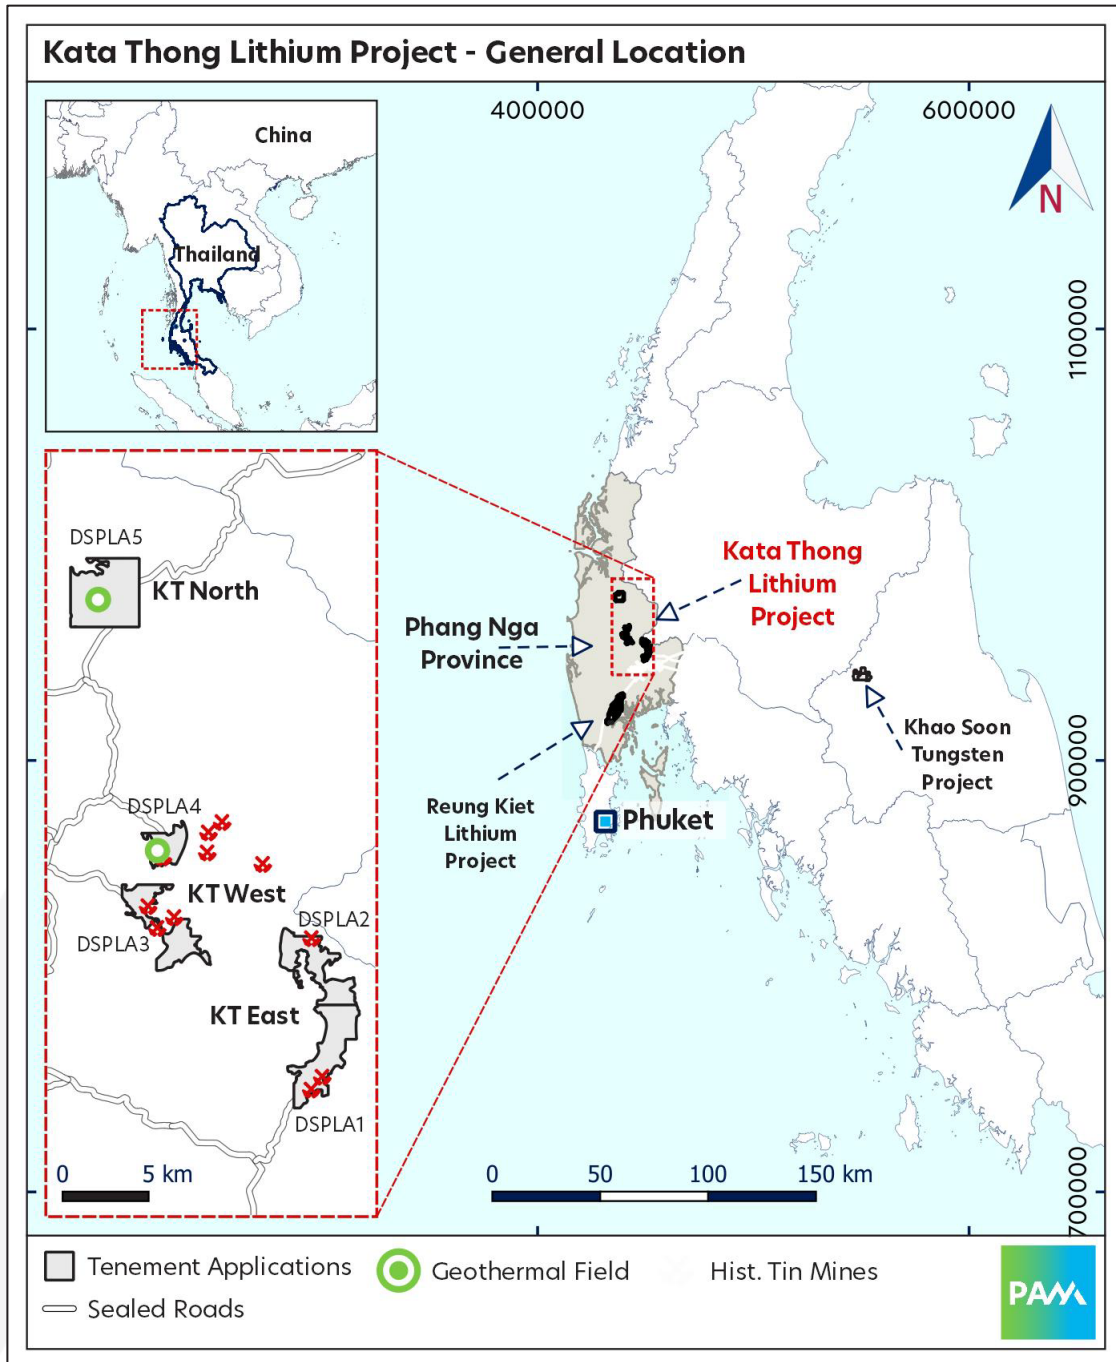 Kata Thong Lithium Project - General Location
400000
600000
China
Thailand
N
1100000
DSPLA5
KT North
Kata Thong
Lithium
Project
Phang Nga
Province
Khao Soon
Tungsten
Project
900000
Reung Kiet
Lithium
Project
Phuket
DSPLA4
KT West
DSPLA3
DSPLA2
KT East
DSPLA1
0 5 km
0 50 100 150 km
700000
Tenement Applications
Geothermal Field
Hist. Tin Mines
Sealed Roads
PAM